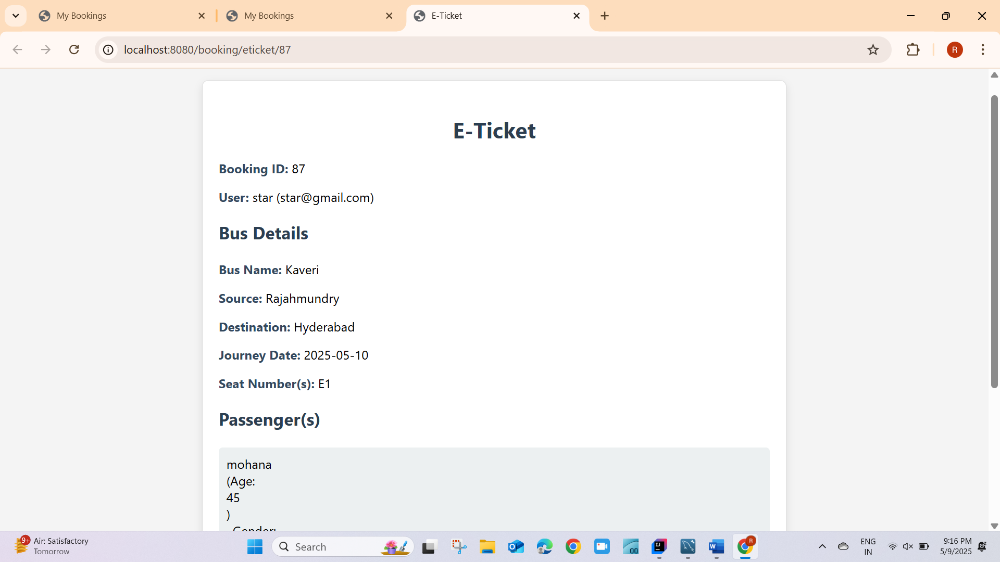 My Bookings
My Bookings
E-Ticket
localhost:8080/booking/eticket/87
R
E-Ticket
Booking ID: 87
User: star (star@gmail.com)
Bus Details
Bus Name: Kaveri
Source: Rajahmundry
Destination: Hyderabad
Journey Date: 2025-05-10
Seat Number(s): E1
Passenger(s)
mohana
(Age:
45
)
, Gender:
9+
Air: Satisfactory
Tomorrow
Search
ENG
IN
9:16 PM
5/9/2025